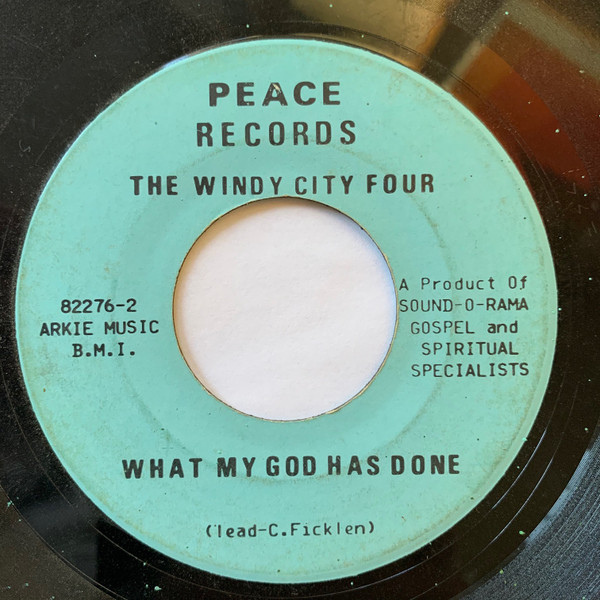 PEACE
RECORDS
THE WINDY CITY FOUR
82276-2
ARKIE MUSIC
B.M.I.
A Product Of
SOUND-O-RAMA
GOSPEL and
SPIRITUAL
SPECIALISTS
WHAT MY GOD HAS DONE
(lead-C.Ficklen)